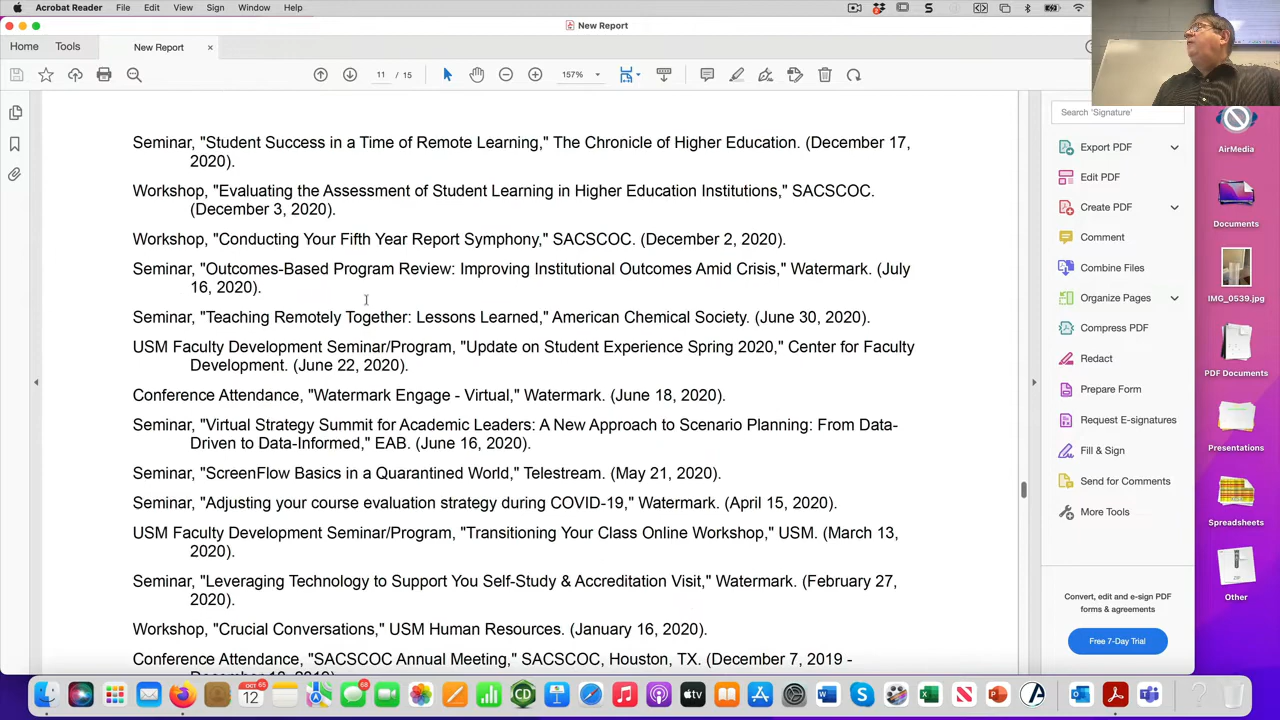 Acrobat Reader File Edit View Sign Window Help
New Report
Home Tools New Report ×
11 / 15 157%
Seminar, "Student Success in a Time of Remote Learning," The Chronicle of Higher Education. (December 17,
2020).
Workshop, "Evaluating the Assessment of Student Learning in Higher Education Institutions," SACSCOC.
(December 3, 2020).
Workshop, "Conducting Your Fifth Year Report Symphony," SACSCOC. (December 2, 2020).
Seminar, "Outcomes-Based Program Review: Improving Institutional Outcomes Amid Crisis," Watermark. (July
16, 2020).
Seminar, "Teaching Remotely Together: Lessons Learned," American Chemical Society. (June 30, 2020).
USM Faculty Development Seminar/Program, "Update on Student Experience Spring 2020," Center for Faculty
Development. (June 22, 2020).
Conference Attendance, "Watermark Engage - Virtual," Watermark. (June 18, 2020).
Seminar, "Virtual Strategy Summit for Academic Leaders: A New Approach to Scenario Planning: From Data-
Driven to Data-Informed," EAB. (June 16, 2020).
Seminar, "ScreenFlow Basics in a Quarantined World," Telestream. (May 21, 2020).
Seminar, "Adjusting your course evaluation strategy during COVID-19," Watermark. (April 15, 2020).
USM Faculty Development Seminar/Program, "Transitioning Your Class Online Workshop," USM. (March 13,
2020).
Seminar, "Leveraging Technology to Support You Self-Study & Accreditation Visit," Watermark. (February 27,
2020).
Workshop, "Crucial Conversations," USM Human Resources. (January 16, 2020).
Conference Attendance, "SACSCOC Annual Meeting," SACSCOC, Houston, TX. (December 7, 2019 -
Search 'Signature'
Export PDF
Edit PDF
Create PDF
Comment
Combine Files
Organize Pages
Compress PDF
Redact
Prepare Form
Request E-signatures
Fill & Sign
Send for Comments
More Tools
Convert, edit and e-sign PDF
forms & agreements
Free 7-Day Trial
AirMedia
Documents
IMG_0539.jpg
PDF Documents
Presentations
Spreadsheets
ZIP
Other
OCT
12
68
tv